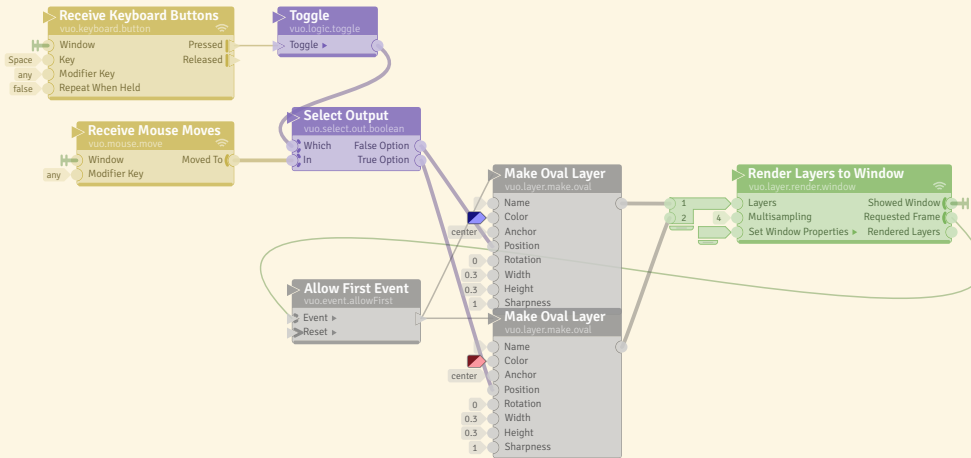 Receive Keyboard Buttons
vuo.keyboard.button
Window Pressed
Space Key Released
any Modifier Key
false Repeat When Held
Toggle
vuo.logic.toggle
Toggle ▸
Receive Mouse Moves
vuo.mouse.move
Window Moved To
any Modifier Key
Select Output
vuo.select.out.boolean
Which False Option
In True Option
Allow First Event
vuo.event.allowFirst
Event ▸
Reset ▸
Make Oval Layer
vuo.layer.make.oval
Name
Color
center Anchor
Position
0 Rotation
0.3 Width
0.3 Height
1 Sharpness
Make Oval Layer
vuo.layer.make.oval
Name
Color
center Anchor
Position
0 Rotation
0.3 Width
0.3 Height
1 Sharpness
1
2
Render Layers to Window
vuo.layer.render.window
Layers Showed Window
4 Multisampling Requested Frame
Set Window Properties ▸ Rendered Layers